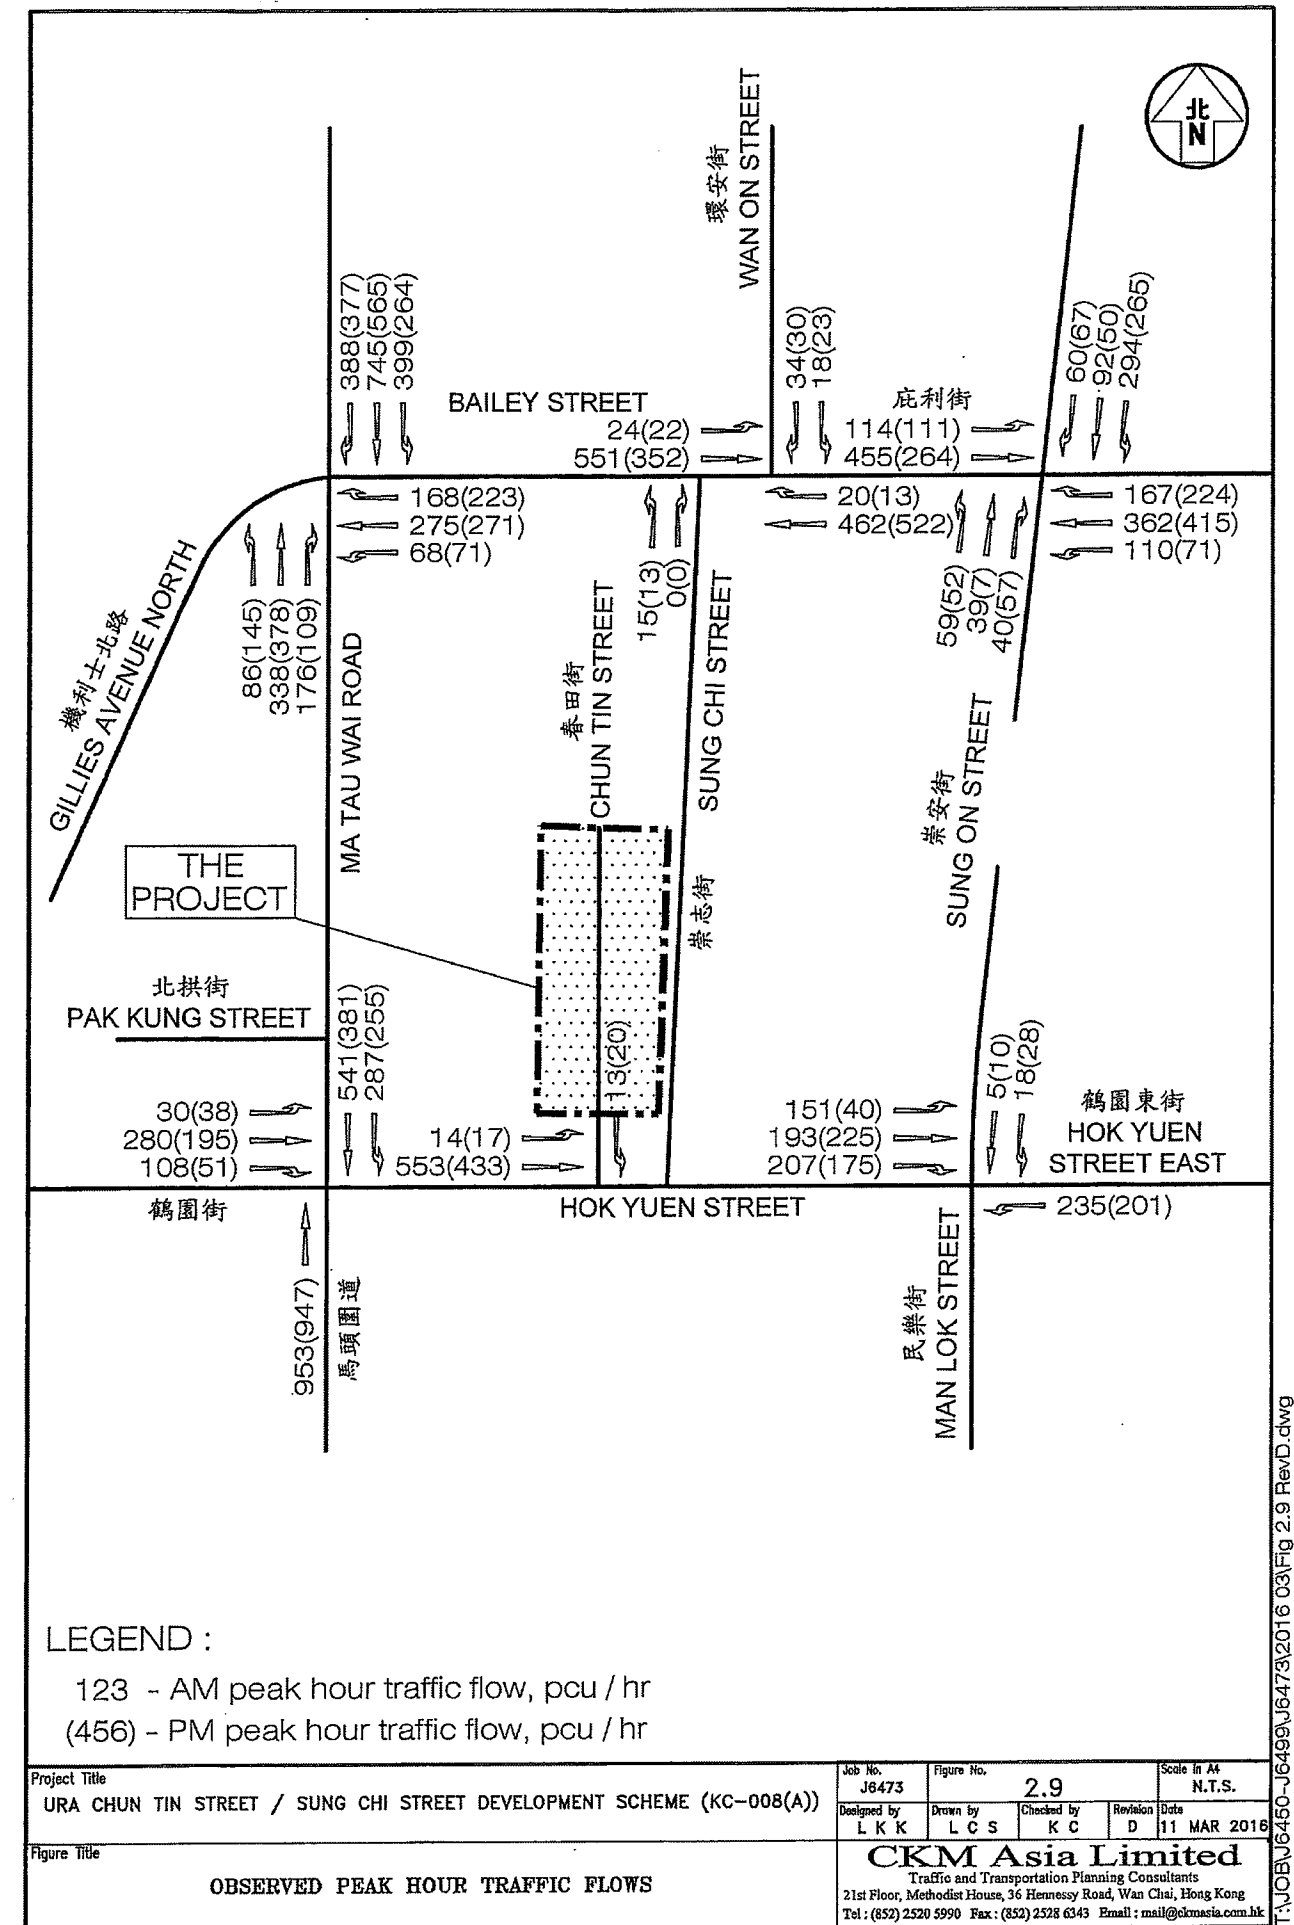 北
N
環安街
WAN ON STREET
388(377)
745(565)
399(264)
34(30)
18(23)
60(67)
92(50)
294(265)
BAILEY STREET
庇利街
24(22)
551(352)
114(111)
455(264)
168(223)
275(271)
68(71)
20(13)
462(522)
167(224)
362(415)
110(71)
86(145)
338(378)
176(109)
15(13)
0(0)
59(52)
39(7)
40(57)
機利士北路
GILLIES AVENUE NORTH
MA TAU WAI ROAD
春田街
CHUN TIN STREET
SUNG CHI STREET
崇志街
崇安街
SUNG ON STREET
THE
PROJECT
北拱街
PAK KUNG STREET
541(381)
287(255)
13(20)
5(10)
18(28)
30(38)
280(195)
108(51)
14(17)
553(433)
151(40)
193(225)
207(175)
鶴園東街
HOK YUEN
STREET EAST
鶴園街
HOK YUEN STREET
235(201)
953(947)
馬頭圍道
民樂街
MAN LOK STREET
LEGEND :
123 - AM peak hour traffic flow, pcu / hr
(456) - PM peak hour traffic flow, pcu / hr
Project Title
URA CHUN TIN STREET / SUNG CHI STREET DEVELOPMENT SCHEME (KC-008(A))
Figure Title
OBSERVED PEAK HOUR TRAFFIC FLOWS
Job No.
J6473
Figure No.
2.9
Scale in A4
N.T.S.
Designed by
L K K
Drawn by
L C S
Checked by
K C
Revision
D
Date
11 MAR 2016
CKM Asia Limited
Traffic and Transportation Planning Consultants
21st Floor, Methodist House, 36 Hennessy Road, Wan Chai, Hong Kong
Tel : (852) 2520 5990 Fax : (852) 2528 6343 Email : mail@ckmasia.com.hk
T:\JOB\J6450-J6499\J6473\2016 03\Fig 2.9 RevD.dwg